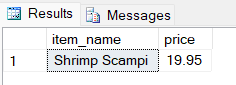 Results Messages
item_name price
1 Shrimp Scampi 19.95